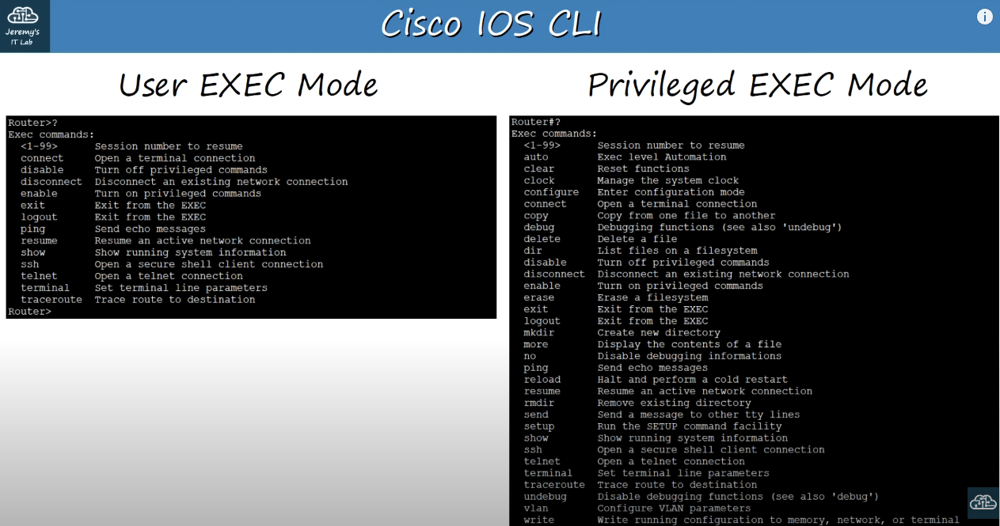 Jeremy's
IT Lab
Cisco IOS CLI
i
User EXEC Mode
Router>?
Exec commands:
<1-99> Session number to resume
connect Open a terminal connection
disable Turn off privileged commands
disconnect Disconnect an existing network connection
enable Turn on privileged commands
exit Exit from the EXEC
logout Exit from the EXEC
ping Send echo messages
resume Resume an active network connection
show Show running system information
ssh Open a secure shell client connection
telnet Open a telnet connection
terminal Set terminal line parameters
traceroute Trace route to destination
Router>
Privileged EXEC Mode
Router#?
Exec commands:
<1-99> Session number to resume
auto Exec level Automation
clear Reset functions
clock Manage the system clock
configure Enter configuration mode
connect Open a terminal connection
copy Copy from one file to another
debug Debugging functions (see also 'undebug')
delete Delete a file
dir List files on a filesystem
disable Turn off privileged commands
disconnect Disconnect an existing network connection
enable Turn on privileged commands
erase Erase a filesystem
exit Exit from the EXEC
logout Exit from the EXEC
mkdir Create new directory
more Display the contents of a file
no Disable debugging informations
ping Send echo messages
reload Halt and perform a cold restart
resume Resume an active network connection
rmdir Remove existing directory
send Send a message to other tty lines
setup Run the SETUP command facility
show Show running system information
ssh Open a secure shell client connection
telnet Open a telnet connection
terminal Set terminal line parameters
traceroute Trace route to destination
undebug Disable debugging functions (see also 'debug')
vlan Configure VLAN parameters
write Write running configuration to memory, network, or terminal